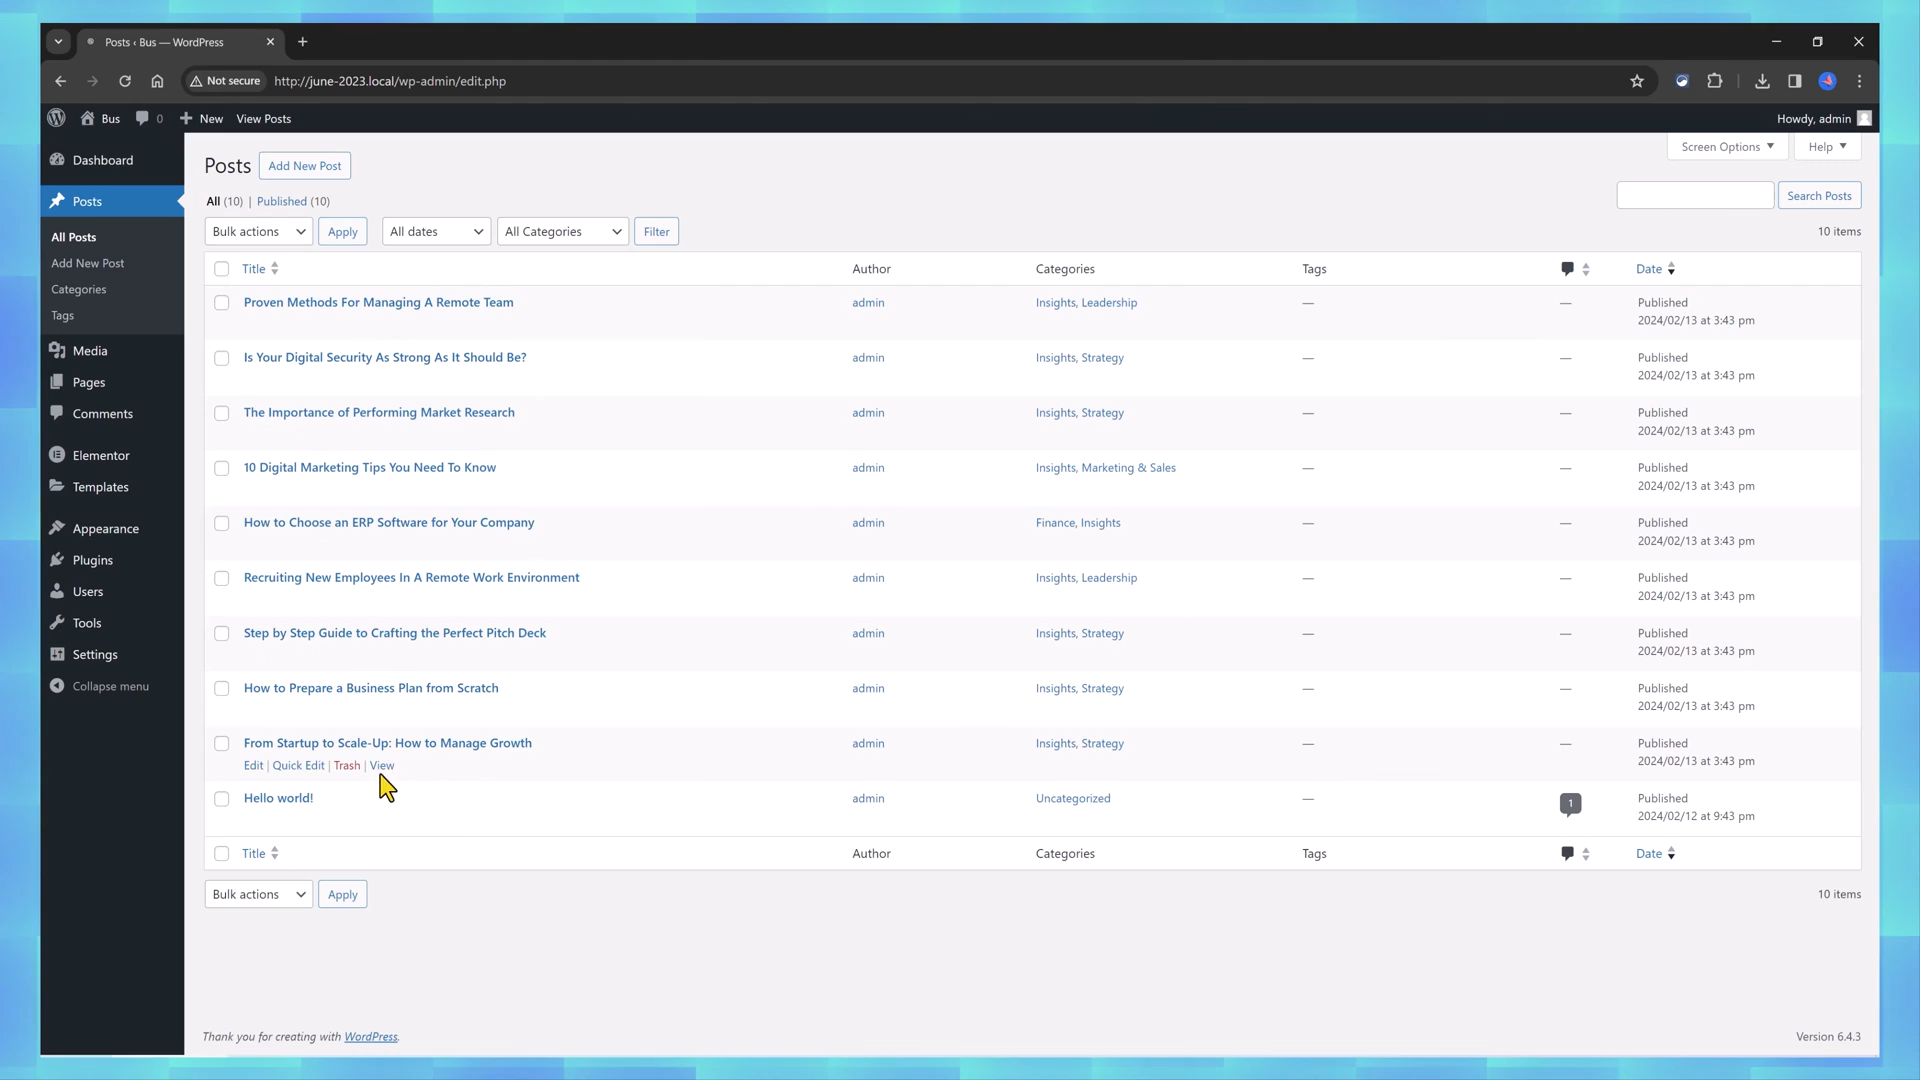 Posts ‹ Bus — WordPress
Not secure http://june-2023.local/wp-admin/edit.php
Bus 0 New View Posts Howdy, admin
Dashboard
Posts
All Posts
Add New Post
Categories
Tags
Media
Pages
Comments
Elementor
Templates
Appearance
Plugins
Users
Tools
Settings
Collapse menu
Screen Options Help
Posts Add New Post
All (10) | Published (10) Search Posts
Bulk actions Apply All dates All Categories Filter 10 items
Title Author Categories Tags Date
Proven Methods For Managing A Remote Team admin Insights, Leadership — — Published
2024/02/13 at 3:43 pm
Is Your Digital Security As Strong As It Should Be? admin Insights, Strategy — — Published
2024/02/13 at 3:43 pm
The Importance of Performing Market Research admin Insights, Strategy — — Published
2024/02/13 at 3:43 pm
10 Digital Marketing Tips You Need To Know admin Insights, Marketing & Sales — — Published
2024/02/13 at 3:43 pm
How to Choose an ERP Software for Your Company admin Finance, Insights — — Published
2024/02/13 at 3:43 pm
Recruiting New Employees In A Remote Work Environment admin Insights, Leadership — — Published
2024/02/13 at 3:43 pm
Step by Step Guide to Crafting the Perfect Pitch Deck admin Insights, Strategy — — Published
2024/02/13 at 3:43 pm
How to Prepare a Business Plan from Scratch admin Insights, Strategy — — Published
2024/02/13 at 3:43 pm
From Startup to Scale-Up: How to Manage Growth admin Insights, Strategy — — Published
Edit | Quick Edit | Trash | View 2024/02/13 at 3:43 pm
Hello world! admin Uncategorized — 1 Published
2024/02/12 at 9:43 pm
Title Author Categories Tags Date
Bulk actions Apply 10 items
Thank you for creating with WordPress. Version 6.4.3